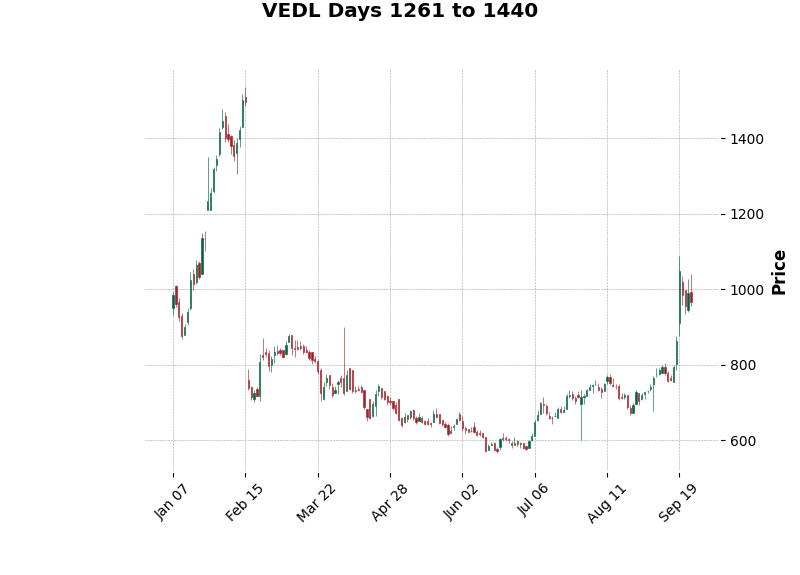 VEDL Days 1261 to 1440
1400
1200
1000
800
600
Price
Jan 07
Feb 15
Mar 22
Apr 28
Jun 02
Jul 06
Aug 11
Sep 19